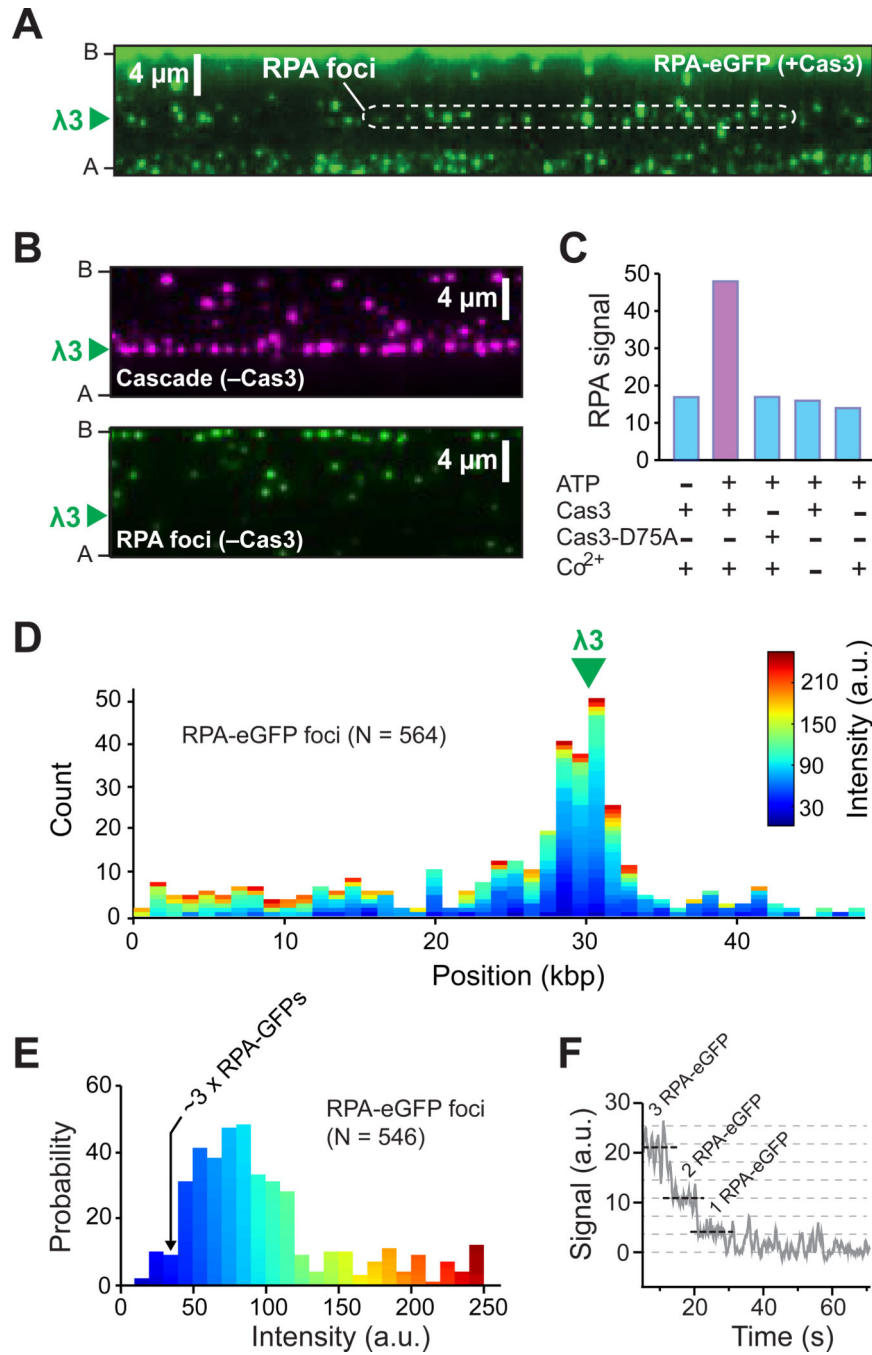 A
B
4 µm
RPA foci
RPA-eGFP (+Cas3)
λ3
A
B
B
4 µm
λ3
Cascade (–Cas3)
A
B
4 µm
λ3
RPA foci (–Cas3)
A
C
50
40
30
20
10
0
RPA signal
ATP – + + + +
Cas3 + + – + –
Cas3-D75A – – + – –
Co2+ + + + – +
D
λ3
50
40
30
20
10
0
Count
RPA-eGFP foci (N = 564)
210
150
90
30
Intensity (a.u.)
0 10 20 30 40
Position (kbp)
E
~3 x RPA-GFPs
60
40
20
0
Probability
RPA-eGFP foci
(N = 546)
0 50 100 150 200 250
Intensity (a.u.)
F
3 RPA-eGFP
2 RPA-eGFP
1 RPA-eGFP
30
20
10
0
Signal (a.u.)
20 40 60
Time (s)